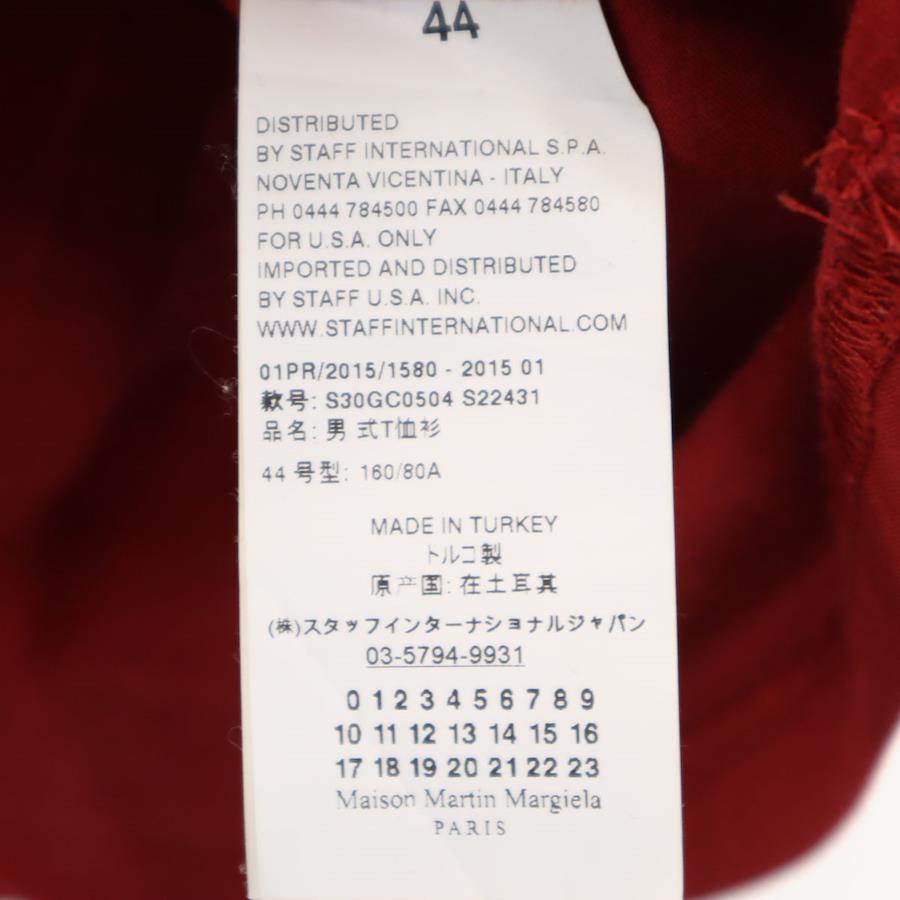 44
DISTRIBUTED
BY STAFF INTERNATIONAL S.P.A.
NOVENTA VICENTINA - ITALY
PH 0444 784500 FAX 0444 784580
FOR U.S.A. ONLY
IMPORTED AND DISTRIBUTED
BY STAFF U.S.A. INC.
WWW.STAFFINTERNATIONAL.COM
01PR/2015/1580 - 2015 01
款号: S30GC0504 S22431
品名: 男 式T恤衫
44 号型: 160/80A
MADE IN TURKEY
トルコ製
原产国: 在土耳其
(株)スタッフインターナショナルジャパン
03-5794-9931
0 1 2 3 4 5 6 7 8 9
10 11 12 13 14 15 16
17 18 19 20 21 22 23
Maison Martin Margiela
PARIS